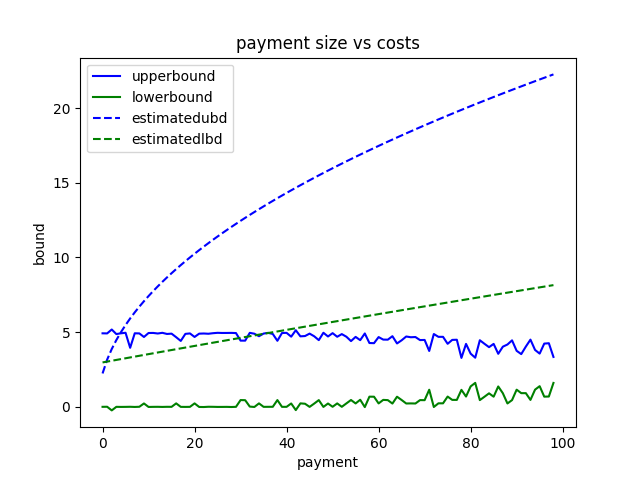 payment size vs costs
upperbound
lowerbound
estimatedubd
estimatedlbd
bound
20
15
10
5
0
0 20 40 60 80 100
payment